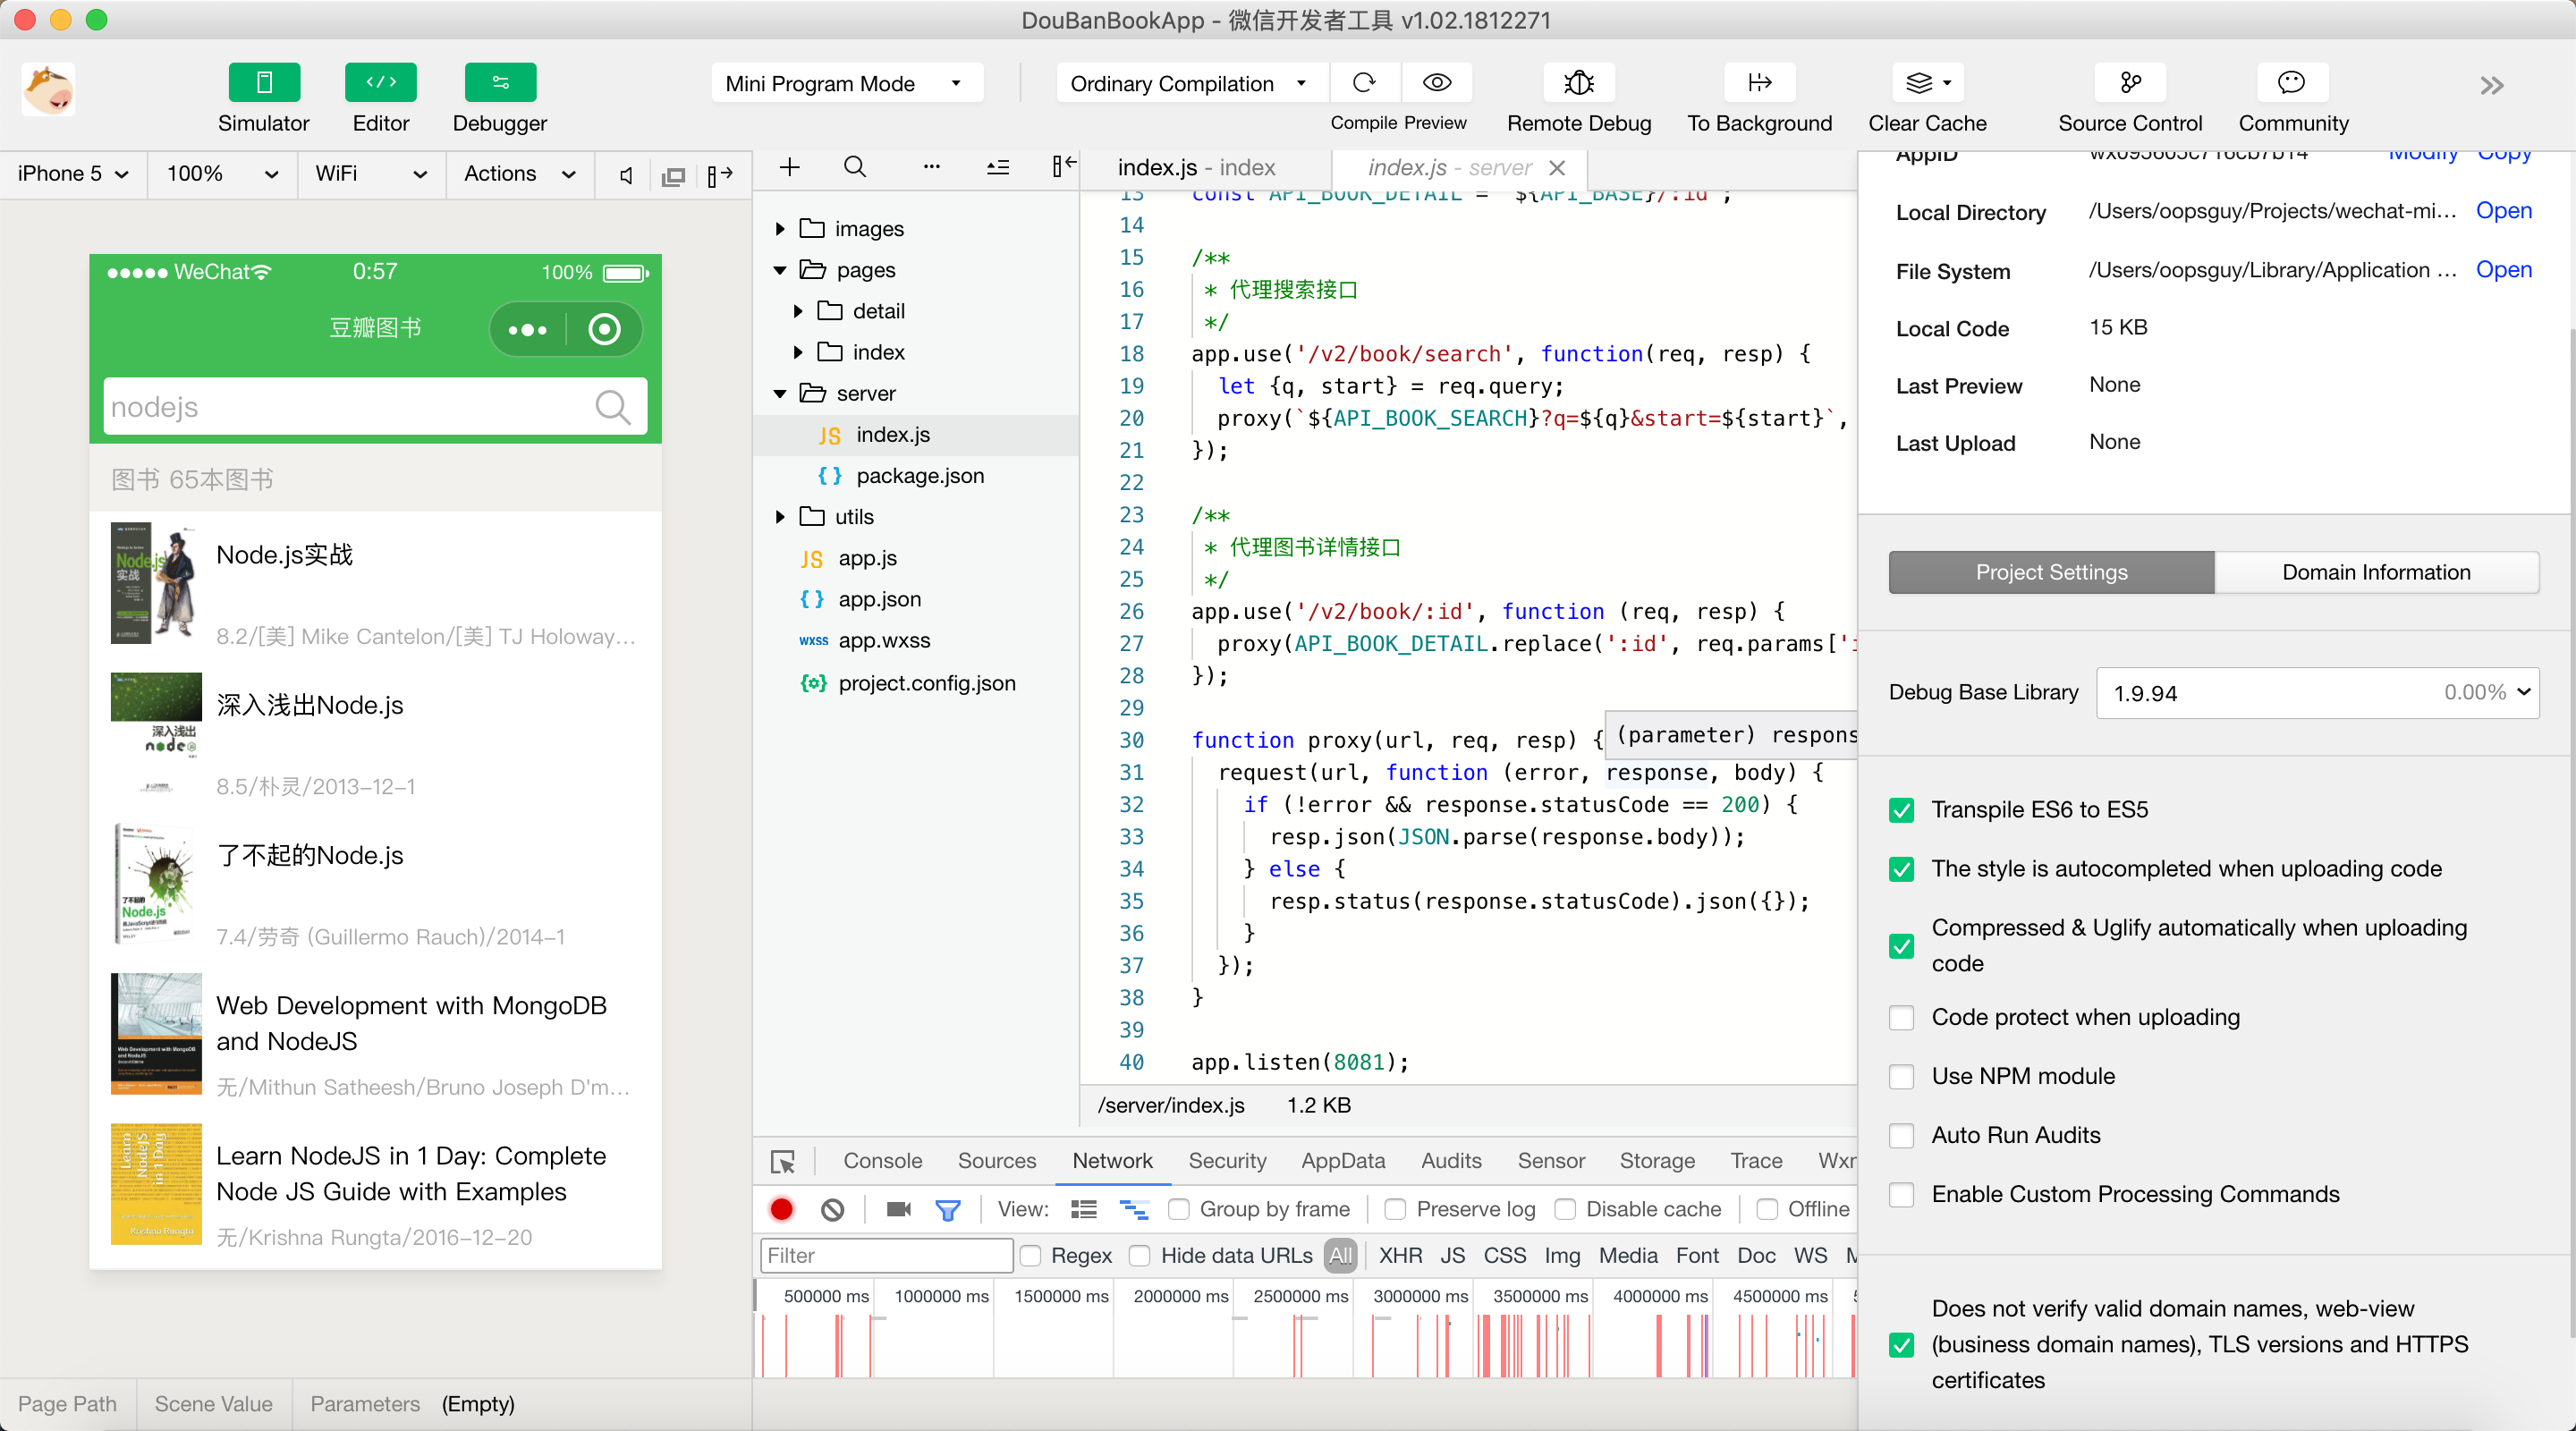 DouBanBookApp - 微信开发者工具 v1.02.1812271
Simulator
Editor
Debugger
Mini Program Mode
Ordinary Compilation
Compile Preview
Remote Debug
To Background
Clear Cache
Source Control
Community
iPhone 5
100%
WiFi
Actions
WeChat
0:57
100%
豆瓣图书
nodejs
图书 65本图书
Node.js实战
8.2/[美] Mike Cantelon/[美] TJ Holoway...
深入浅出Node.js
8.5/朴灵/2013-12-1
了不起的Node.js
7.4/劳奇 (Guillermo Rauch)/2014-1
Web Development with MongoDB
and NodeJS
无/Mithun Satheesh/Bruno Joseph D'm...
Learn NodeJS in 1 Day: Complete
Node JS Guide with Examples
无/Krishna Rungta/2016-12-20
Page Path
Scene Value
Parameters
(Empty)
images
pages
detail
index
server
JS index.js
{ } package.json
utils
JS app.js
{ } app.json
wxss app.wxss
project.config.json
index.js - index
index.js - server
13 const API_BOOK_DETAIL = `${API_BASE}/:id`;
14
15 /**
16 * 代理搜索接口
17 */
18 app.use('/v2/book/search', function(req, resp) {
19 let {q, start} = req.query;
20 proxy(`${API_BOOK_SEARCH}?q=${q}&start=${start}`,
21 });
22
23 /**
24 * 代理图书详情接口
25 */
26 app.use('/v2/book/:id', function (req, resp) {
27 proxy(API_BOOK_DETAIL.replace(':id', req.params['i
28 });
29
(parameter) respons
30 function proxy(url, req, resp) {
31 request(url, function (error, response, body) {
32 if (!error && response.statusCode == 200) {
33 resp.json(JSON.parse(response.body));
34 } else {
35 resp.status(response.statusCode).json({});
36 }
37 });
38 }
39
40 app.listen(8081);
/server/index.js 1.2 KB
Console
Sources
Network
Security
AppData
Audits
Sensor
Storage
Trace
Wxm
View:
Group by frame
Preserve log
Disable cache
Offline
Filter
Regex
Hide data URLs
All
XHR JS CSS Img Media Font Doc WS M
500000 ms
1000000 ms
1500000 ms
2000000 ms
2500000 ms
3000000 ms
3500000 ms
4000000 ms
4500000 ms
AppID
Modify Copy
Local Directory /Users/oopsguy/Projects/wechat-mi... Open
File System /Users/oopsguy/Library/Application ... Open
Local Code 15 KB
Last Preview None
Last Upload None
Project Settings
Domain Information
Debug Base Library 1.9.94 0.00%
Transpile ES6 to ES5
The style is autocompleted when uploading code
Compressed & Uglify automatically when uploading
code
Code protect when uploading
Use NPM module
Auto Run Audits
Enable Custom Processing Commands
Does not verify valid domain names, web-view
(business domain names), TLS versions and HTTPS
certificates